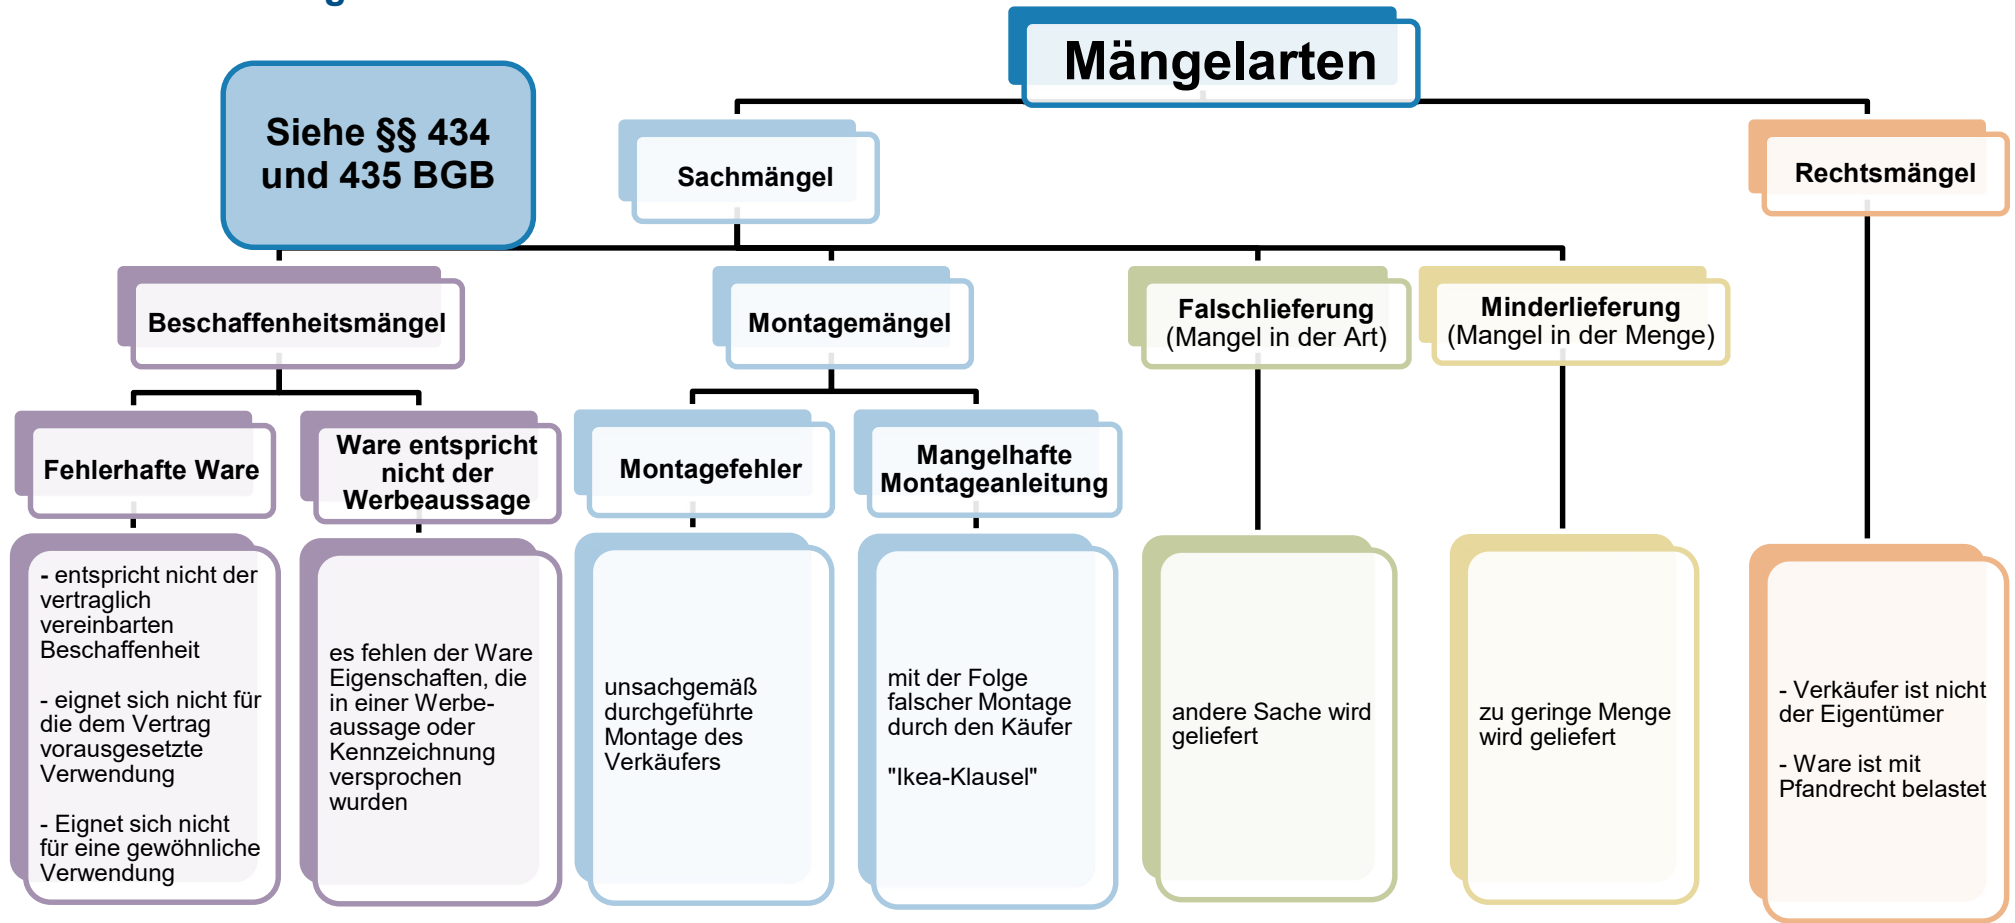 Mängelarten
Siehe §§ 434
und 435 BGB
Sachmängel
Rechtsmängel
Beschaffenheitsmängel
Montagemängel
Falschlieferung
(Mangel in der Art)
Minderlieferung
(Mangel in der Menge)
Fehlerhafte Ware
Ware entspricht
nicht der
Werbeaussage
Montagefehler
Mangelhafte
Montageanleitung
- entspricht nicht der
vertraglich
vereinbarten
Beschaffenheit
- eignet sich nicht für
die dem Vertrag
vorausgesetzte
Verwendung
- Eignet sich nicht
für eine gewöhnliche
Verwendung
es fehlen der Ware
Eigenschaften, die
in einer Werbe-
aussage oder
Kennzeichnung
versprochen
wurden
unsachgemäß
durchgeführte
Montage des
Verkäufers
mit der Folge
falscher Montage
durch den Käufer
"Ikea-Klausel"
andere Sache wird
geliefert
zu geringe Menge
wird geliefert
- Verkäufer ist nicht
der Eigentümer
- Ware ist mit
Pfandrecht belastet